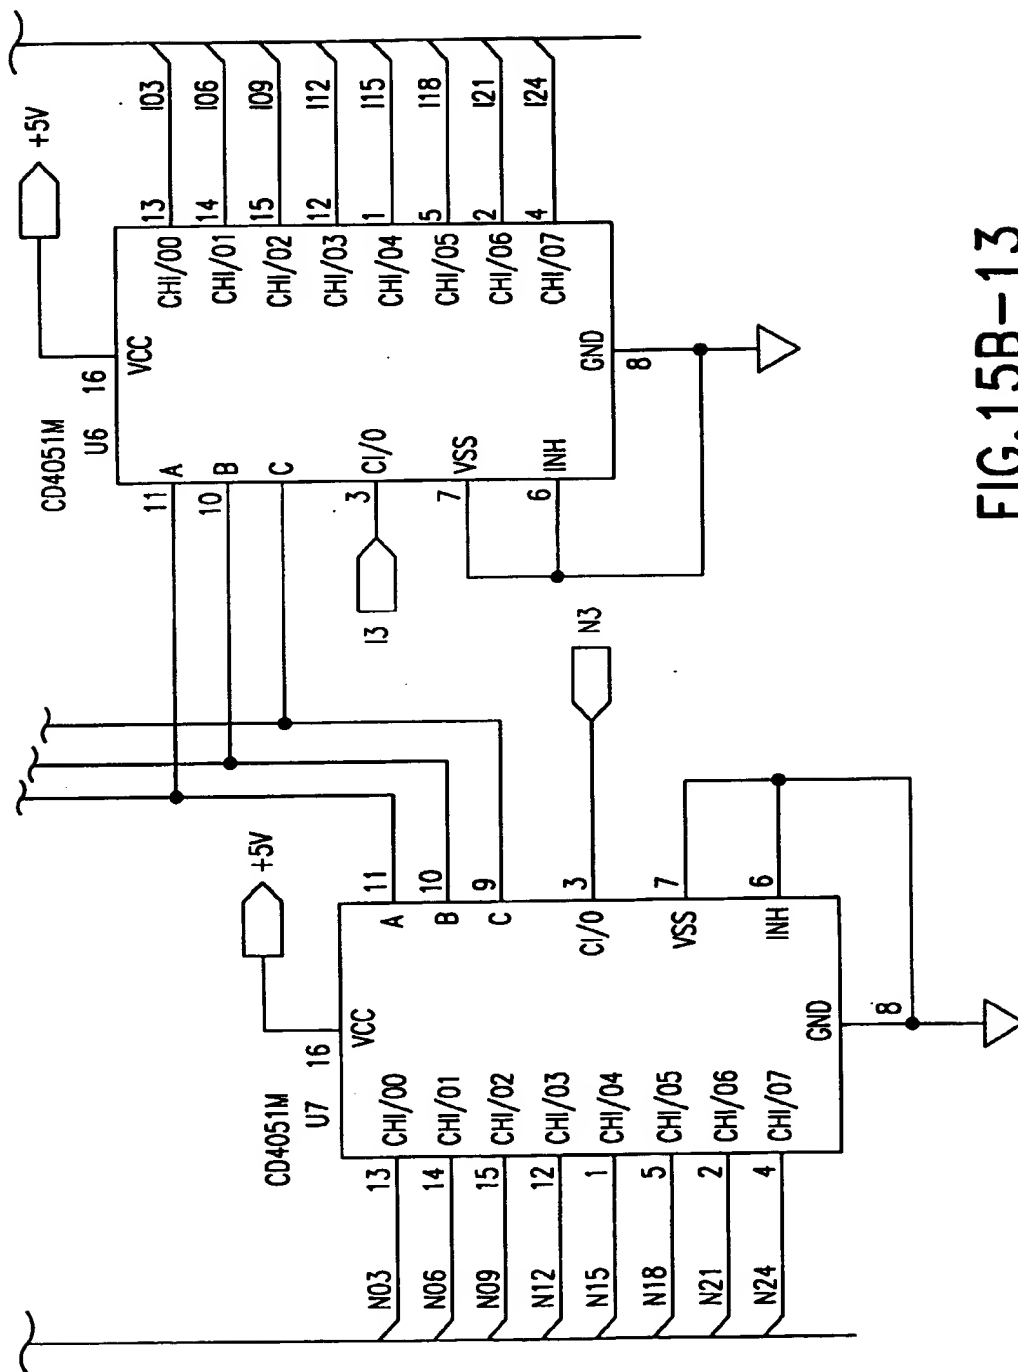 +5V
CD4051M
U7
16
VCC
N03
13
CHI/00
A
11
N06
14
CHI/01
B
10
N09
15
CHI/02
C
9
N12
12
CHI/03
N15
1
CHI/04
CI/O
3
N3
N18
5
CHI/05
VSS
7
N21
2
CHI/06
INH
6
N24
4
CHI/07
GND
8
+5V
CD4051M
U6
16
VCC
11
A
CHI/00
13
I03
10
B
CHI/01
14
I06
C
CHI/02
15
I09
CHI/03
12
I12
I3
3
CI/O
CHI/04
1
I15
7
VSS
CHI/05
5
I18
CHI/06
2
I21
6
INH
CHI/07
4
I24
GND
8
FIG.15B-13